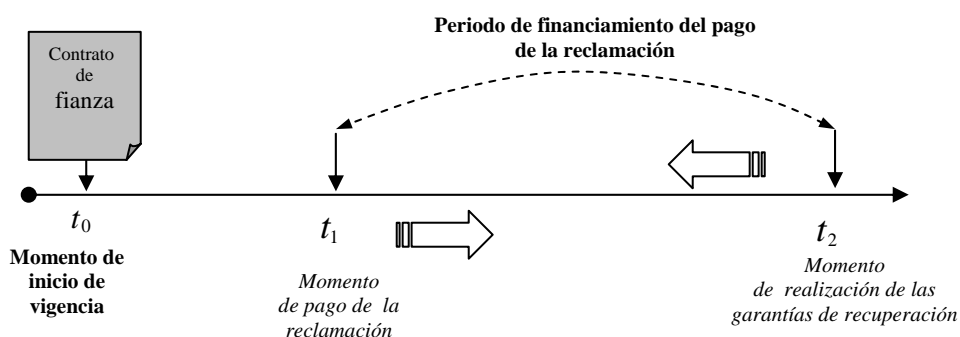 Periodo de financiamiento del pago
de la reclamación
Contrato
de
fianza
t0
Momento de
inicio de
vigencia
t1
Momento
de pago de la
reclamación
t2
Momento
de realización de las
garantías de recuperación